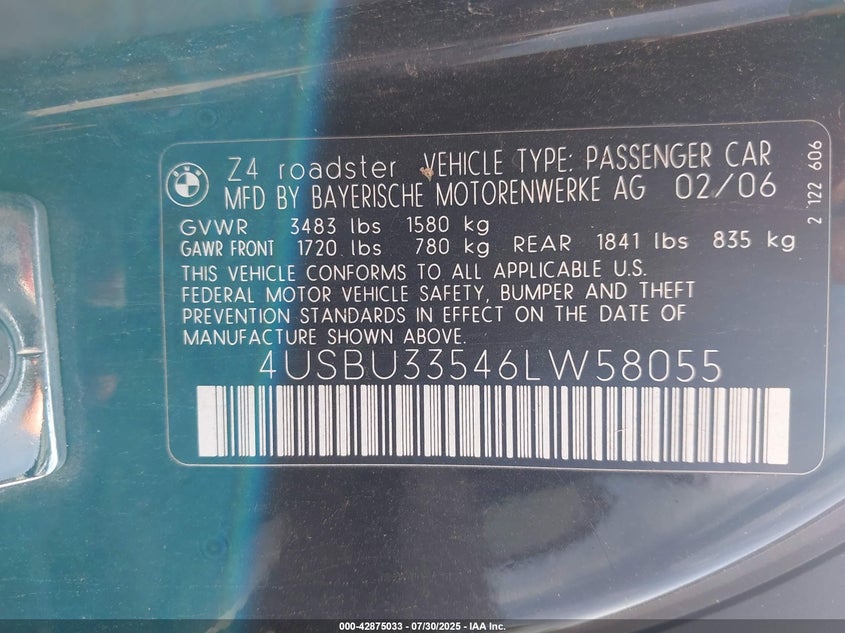 Z4 roadster VEHICLE TYPE: PASSENGER CAR
MFD BY BAYERISCHE MOTORENWERKE AG 02/06
GVWR 3483 lbs 1580 kg
GAWR FRONT 1720 lbs 780 kg REAR 1841 lbs 835 kg
THIS VEHICLE CONFORMS TO ALL APPLICABLE U.S.
FEDERAL MOTOR VEHICLE SAFETY, BUMPER AND THEFT
PREVENTION STANDARDS IN EFFECT ON THE DATE OF
MANUFACTURE SHOWN ABOVE.
4USBU33546LW58055
2 122 606
000-42875033 - 07/30/2025 - IAA Inc.